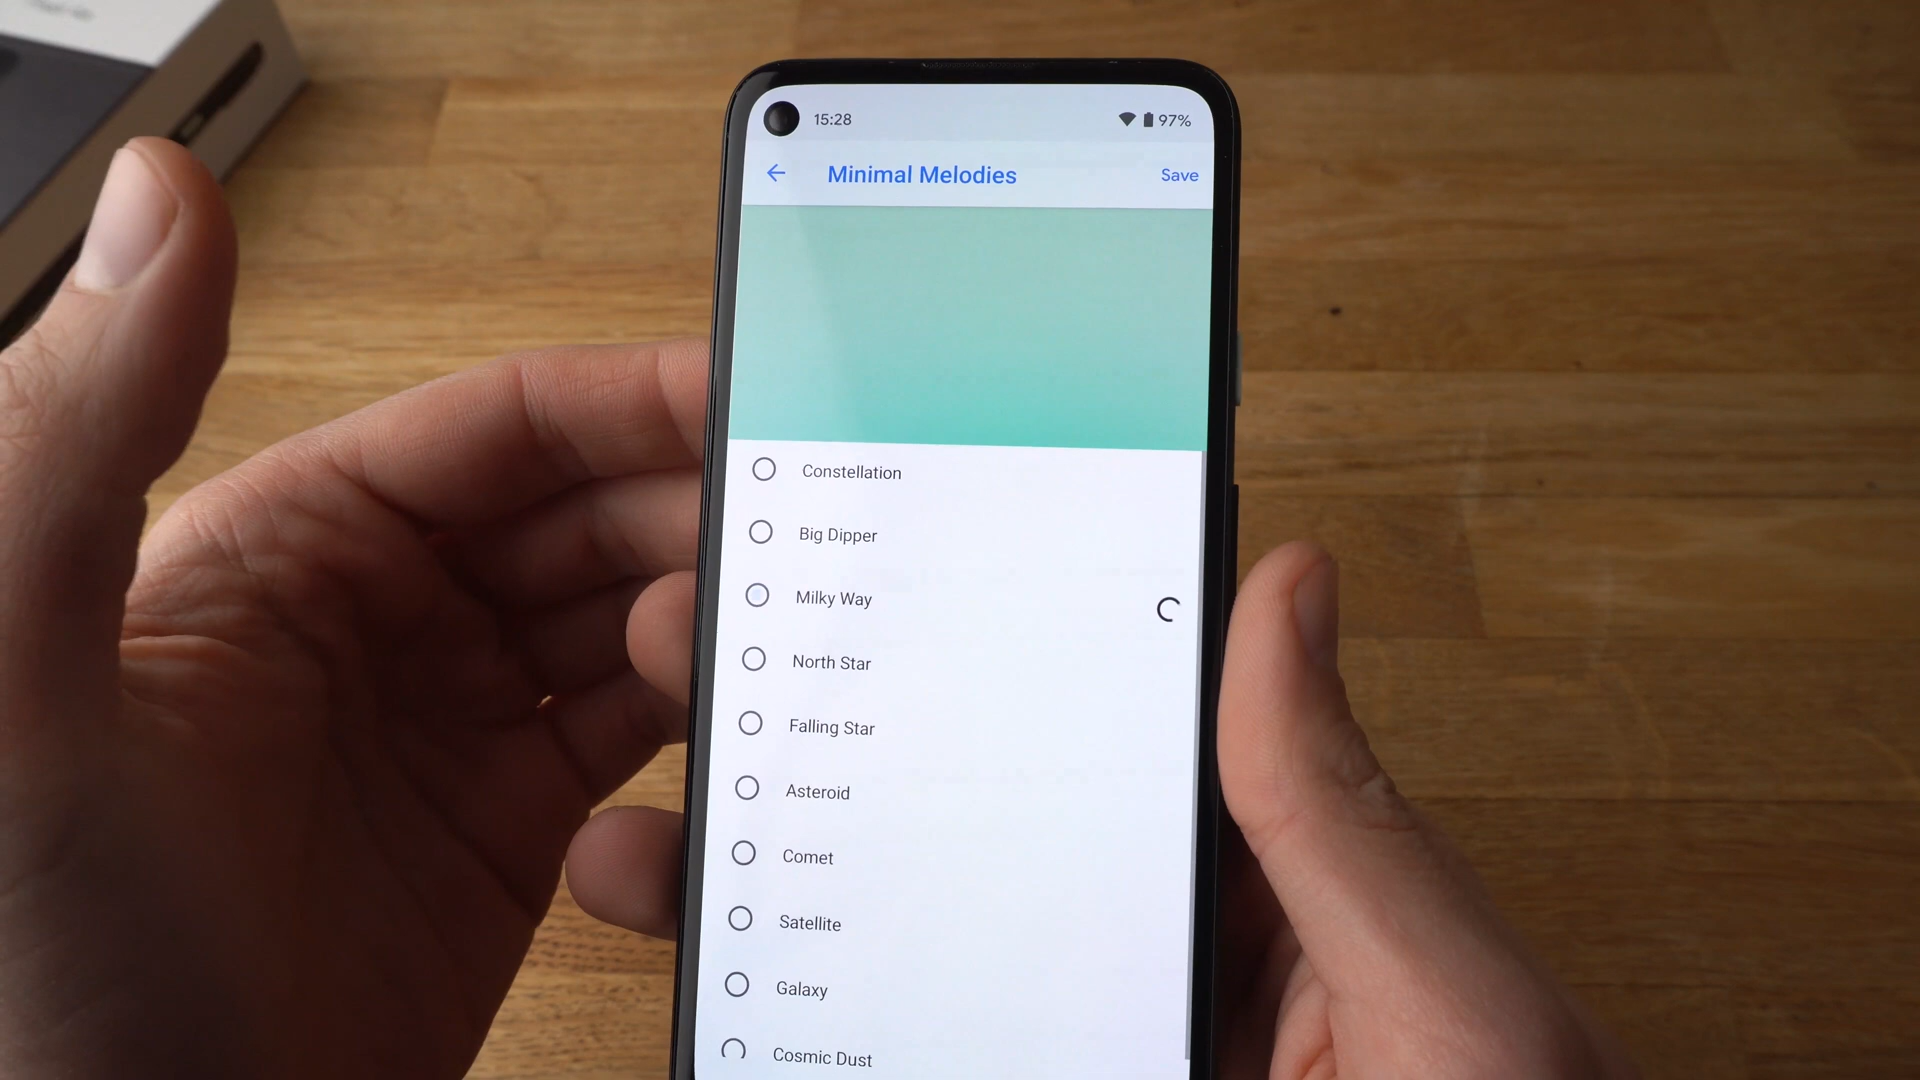 15:28
97%
Minimal Melodies
Save
Constellation
Big Dipper
Milky Way
North Star
Falling Star
Asteroid
Comet
Satellite
Galaxy
Cosmic Dust